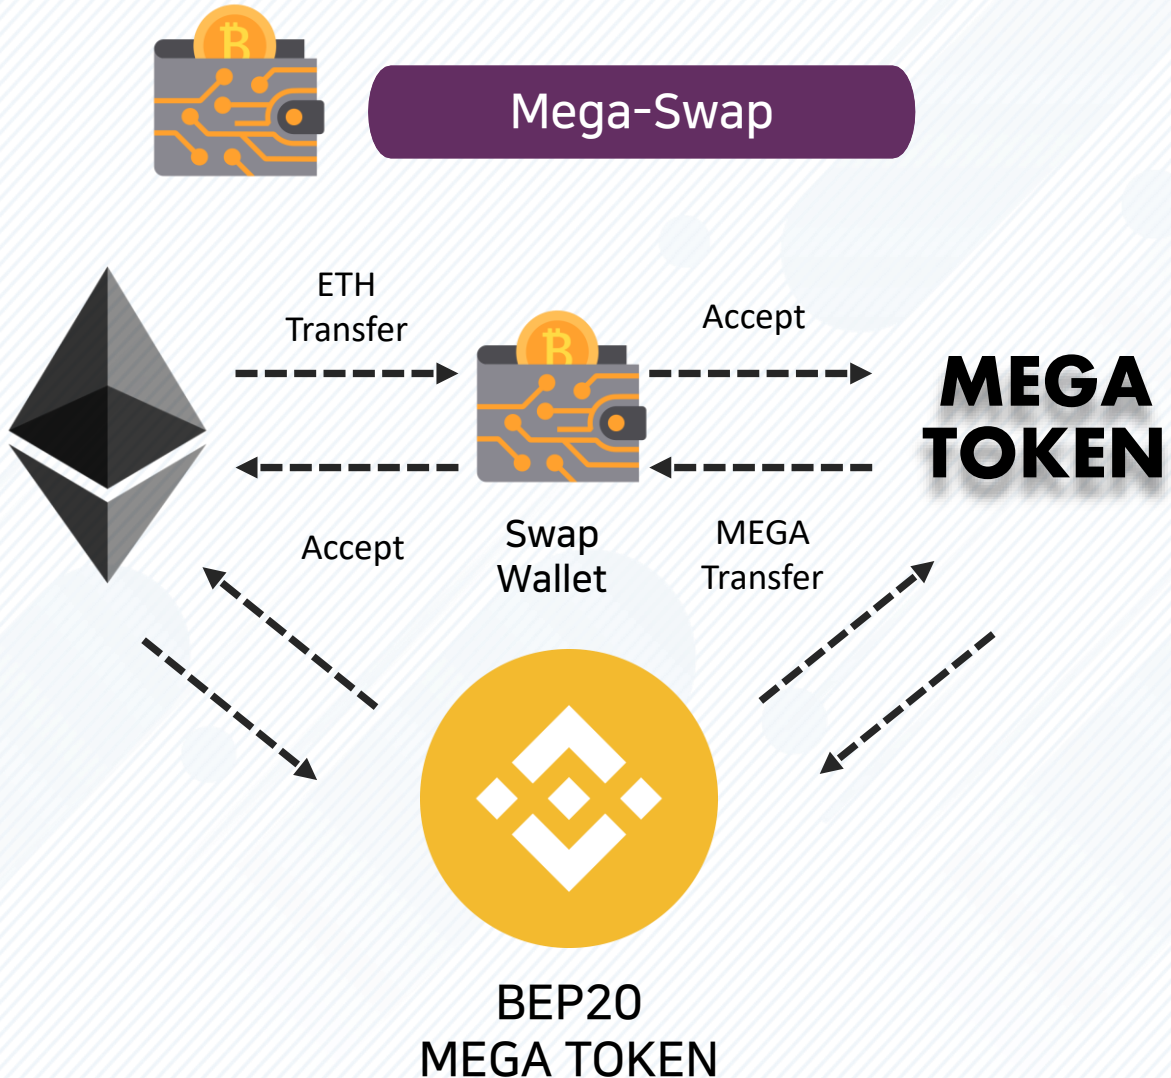 Mega-Swap
ETH
Transfer
Accept
MEGA
TOKEN
Accept
Swap
Wallet
MEGA
Transfer
BEP20
MEGA TOKEN